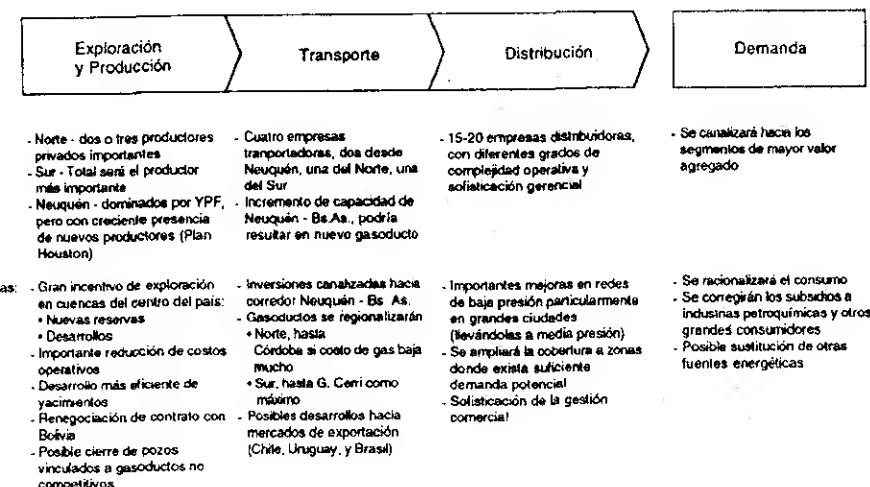 Exploración
y Producción
Transporte
Distribución
Demanda
- Norte - dos o tres productores
privados importantes
- Sur - Total será el productor
más importante
- Neuquén - dominados por YPF,
pero con creciente presencia
de nuevos productores (Plan
Houston)
- Cuatro empresas
tranportadoras, dos desde
Neuquén, una del Norte, una
del Sur
- Incremento de capacidad de
Neuquén - Bs.As., podría
resultar en nuevo gasoducto
- 15-20 empresas distribuidoras,
con diferentes grados de
complejidad operativa y
sofisticación gerencial
- Se canalizará hacia los
segmentos de mayor valor
agregado
as:
- Gran incentivo de exploración
en cuencas del centro del país:
• Nuevas reservas
• Desarrollos
- Importante reducción de costos
operativos
- Desarrollo más eficiente de
yacimientos
- Renegociación de contrato con
Bolivia
- Posible cierre de pozos
vinculados a gasoductos no
competitivos
- Inversiones canalizadas hacia
corredor Neuquén - Bs. As.
- Gasoductos se regionalizarán
• Norte, hasta
Córdoba si costo de gas baja
mucho
• Sur, hasta G. Cerri como
máximo
- Posibles desarrollos hacia
mercados de exportación
(Chile, Uruguay, y Brasil)
- Importantes mejoras en redes
de baja presión particularmente
en grandes ciudades
(llevándolas a media presión)
- Se ampliará la cobertura a zonas
donde exista suficiente
demanda potencial
- Sofisticación de la gestión
comercial
- Se racionalizará el consumo
- Se corregirán los subsidios a
industrias petroquímicas y otros
grandes consumidores
- Posible sustitución de otras
fuentes energéticas